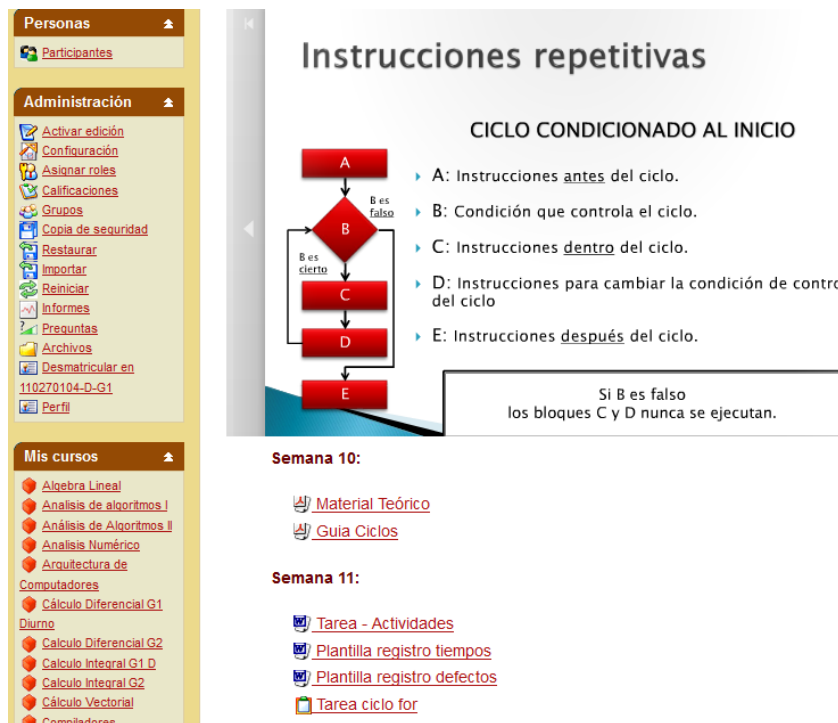 Personas
Participantes
Administración
Activar edición
Configuración
Asignar roles
Calificaciones
Grupos
Copia de seguridad
Restaurar
Importar
Reiniciar
Informes
Preguntas
Archivos
Desmatricular en
110270104-D-G1
Perfil
Mis cursos
Algebra Lineal
Analisis de algoritmos I
Análisis de Algoritmos II
Analisis Numérico
Arquitectura de
Computadores
Cálculo Diferencial G1
Diurno
Calculo Diferencial G2
Calculo Integral G1 D
Calculo Integral G2
Cálculo Vectorial
Compiladores
Instrucciones repetitivas
CICLO CONDICIONADO AL INICIO
A
B es
falso
B
B es
cierto
C
D
E
A: Instrucciones antes del ciclo.
B: Condición que controla el ciclo.
C: Instrucciones dentro del ciclo.
D: Instrucciones para cambiar la condición de contro
del ciclo
E: Instrucciones después del ciclo.
Si B es falso
los bloques C y D nunca se ejecutan.
Semana 10:
Material Teórico
Guia Ciclos
Semana 11:
Tarea - Actividades
Plantilla registro tiempos
Plantilla registro defectos
Tarea ciclo for